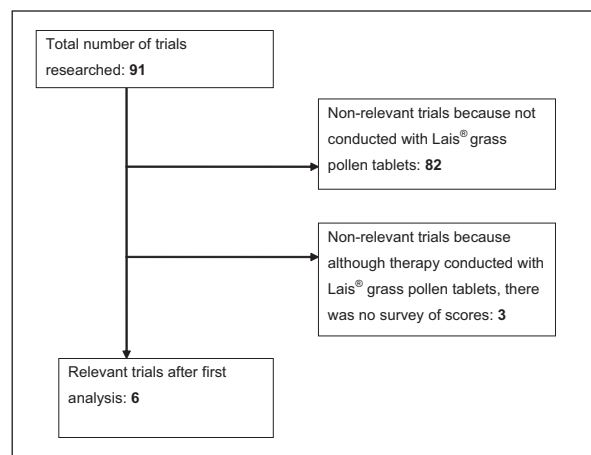 Total number of trials
researched: 91
Non-relevant trials because not
conducted with Lais® grass
pollen tablets: 82
Non-relevant trials because
although therapy conducted with
Lais® grass pollen tablets, there
was no survey of scores: 3
Relevant trials after first
analysis: 6